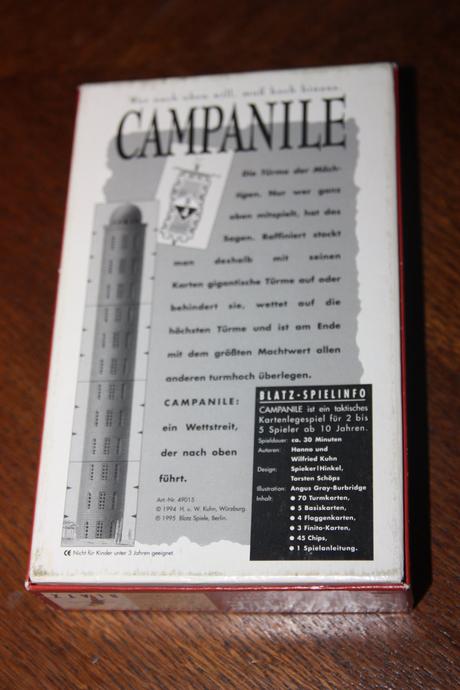 Wer nach oben will, muß hoch hinaus.
CAMPANILE
Die Türme der Mäch-
tigen. Nur wer ganz
oben mitspielt, hat das
Sagen. Raffiniert stockt
man deshalb mit seinen
Karten gigantische Türme auf oder
behindert sie, wettet auf die
höchsten Türme und ist am Ende
mit dem größten Machtwert allen
anderen turmhoch überlegen.
CAMPANILE:
ein Wettstreit,
der nach oben
führt.
Art.-Nr. 49015
© 1994 H. u. W. Kuhn, Würzburg.
© 1995 Blatz Spiele, Berlin.
CE Nicht für Kinder unter 3 Jahren geeignet.
BLATZ-SPIELINFO
CAMPANILE ist ein taktisches
Kartenlegespiel für 2 bis
5 Spieler ab 10 Jahren.
Spieldauer: ca. 30 Minuten
Autoren: Hanno und
Wilfried Kuhn
Design: Spieker|Hinkel,
Torsten Schöps
Illustration: Angus Gray-Burbridge
Inhalt: ● 70 Turmkarten,
● 5 Basiskarten,
● 4 Flaggenkarten,
● 3 Finito-Karten,
● 45 Chips,
● 1 Spielanleitung.
BLATZ